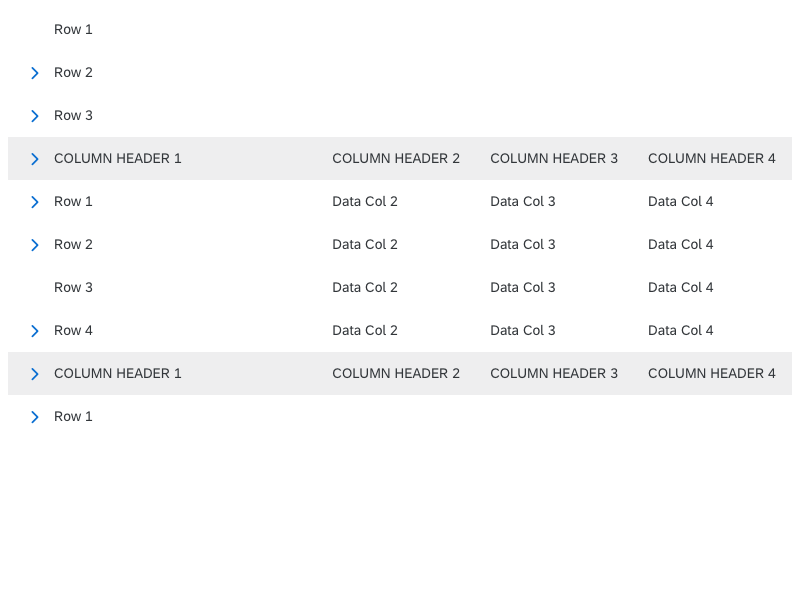 Row 1
Row 2
Row 3
COLUMN HEADER 1 COLUMN HEADER 2 COLUMN HEADER 3 COLUMN HEADER 4
Row 1 Data Col 2 Data Col 3 Data Col 4
Row 2 Data Col 2 Data Col 3 Data Col 4
Row 3 Data Col 2 Data Col 3 Data Col 4
Row 4 Data Col 2 Data Col 3 Data Col 4
COLUMN HEADER 1 COLUMN HEADER 2 COLUMN HEADER 3 COLUMN HEADER 4
Row 1